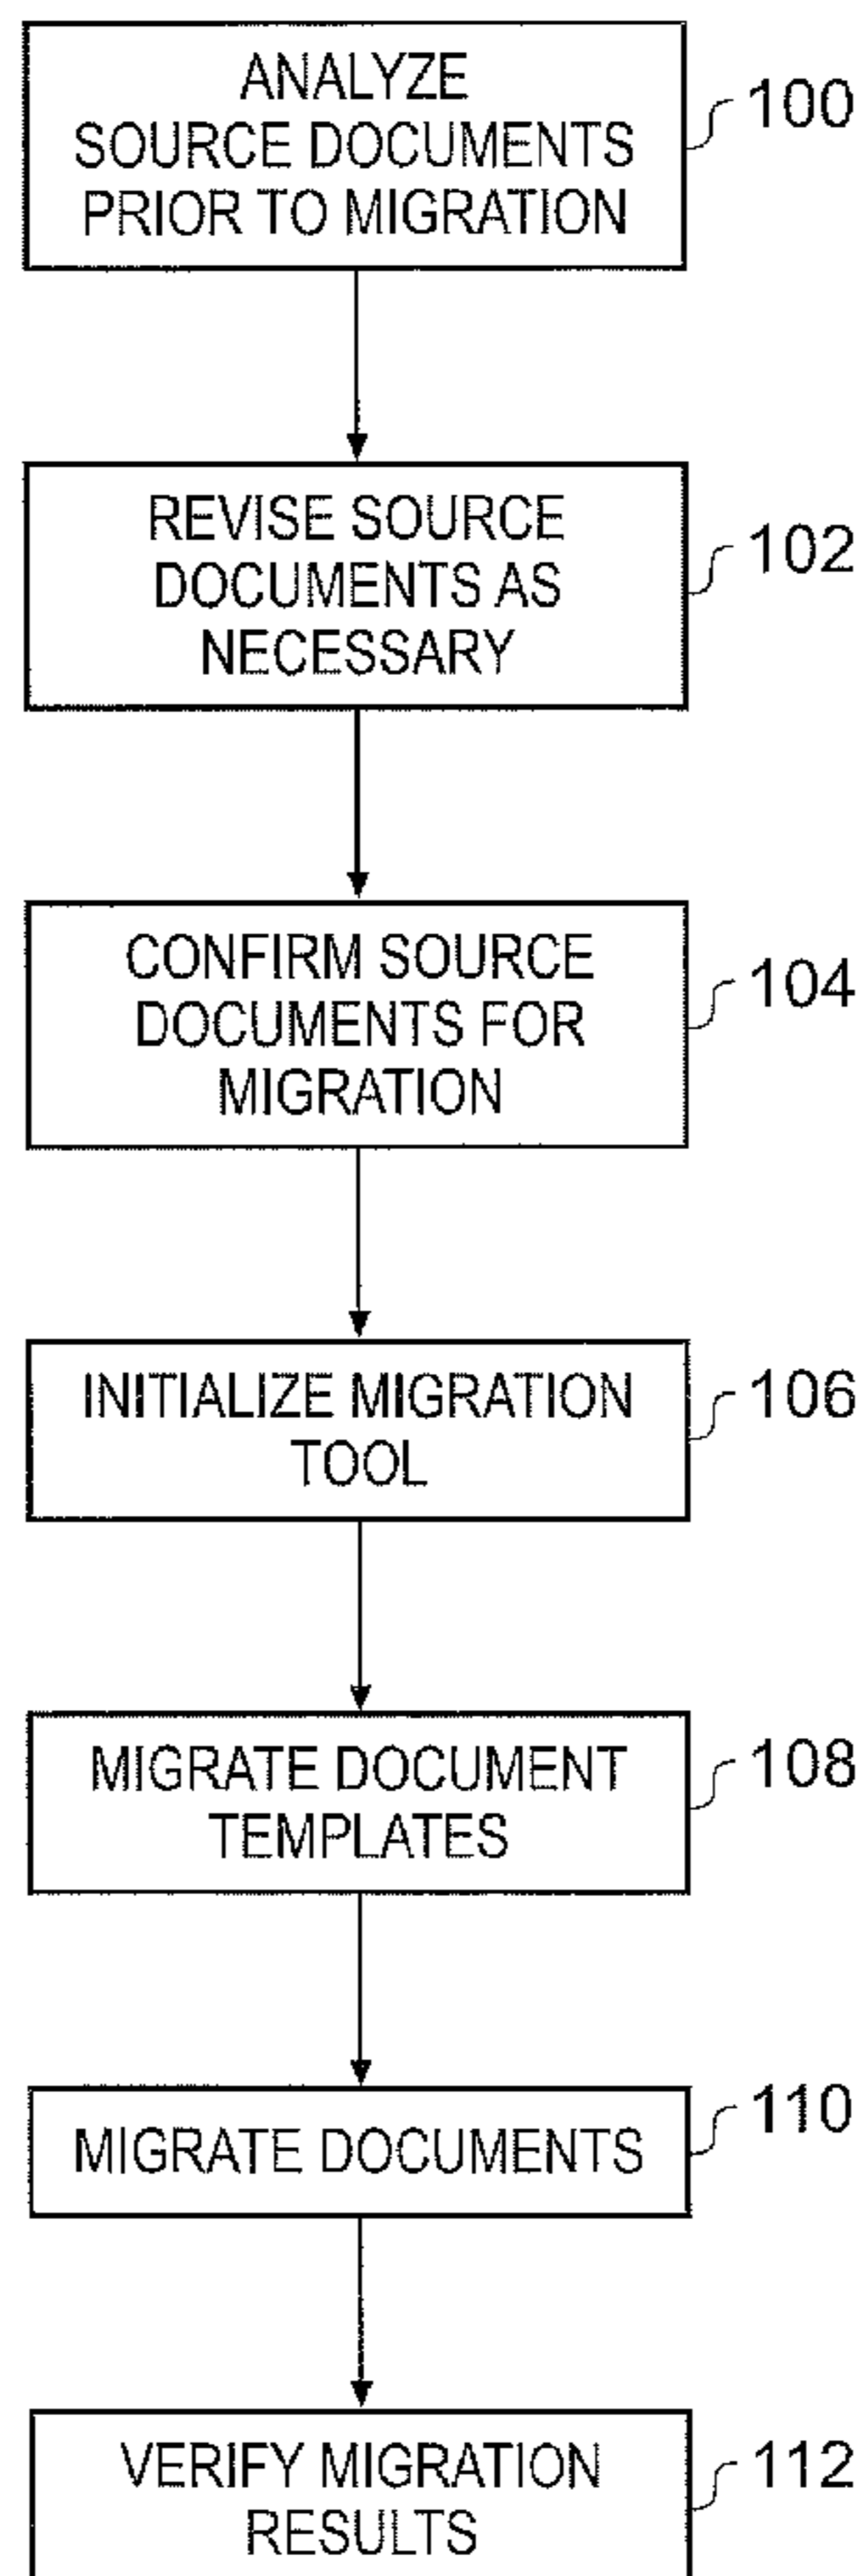 ANALYZE
SOURCE DOCUMENTS
PRIOR TO MIGRATION
100
REVISE SOURCE
DOCUMENTS AS
NECESSARY
102
CONFIRM SOURCE
DOCUMENTS FOR
MIGRATION
104
INITIALIZE MIGRATION
TOOL
106
MIGRATE DOCUMENT
TEMPLATES
108
MIGRATE DOCUMENTS
110
VERIFY MIGRATION
RESULTS
112